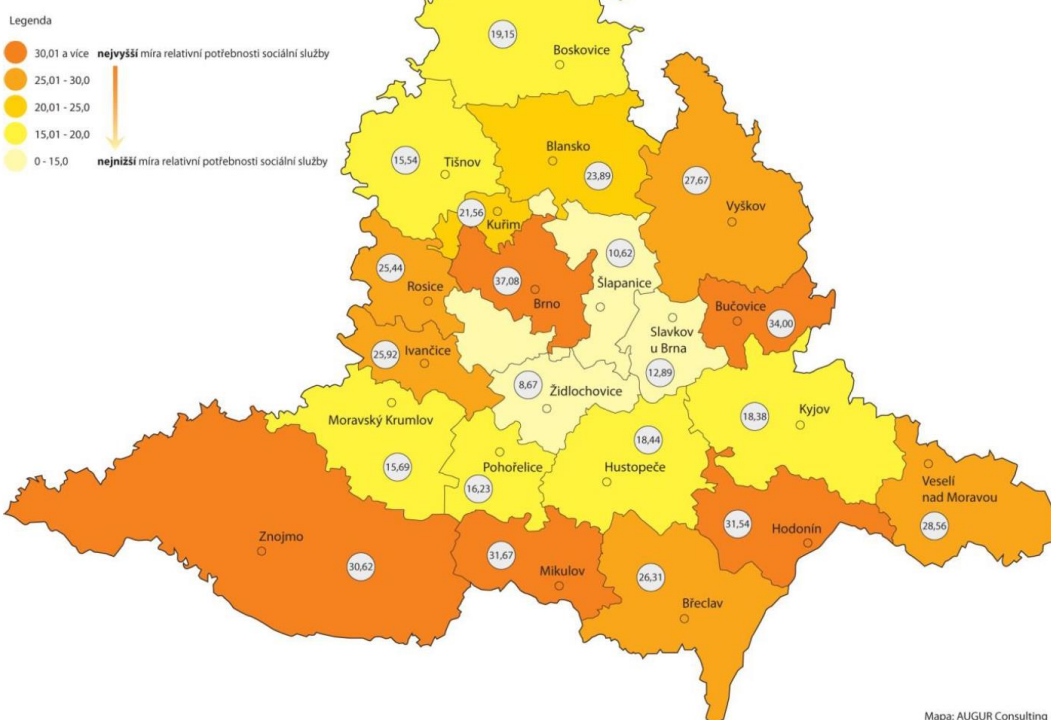 Legenda
30,01 a více nejvyšší míra relativní potřebnosti sociální služby
25,01 - 30,0
20,01 - 25,0
15,01 - 20,0
0 - 15,0 nejnižší míra relativní potřebnosti sociální služby
19,15
Boskovice
Blansko
23,89
15,54
Tišnov
27,67
Vyškov
21,56
Kuřim
10,62
Šlapanice
25,44
Rosice
37,08
Brno
Bučovice
34,00
Slavkov
u Brna
12,89
25,92
Ivančice
8,67
Židlochovice
Moravský Krumlov
15,69
18,38
Kyjov
18,44
Hustopeče
Pohořelice
16,23
Veselí
nad Moravou
28,56
31,54
Hodonín
Znojmo
30,62
31,67
Mikulov
26,31
Břeclav
Mapa: AUGUR Consulting